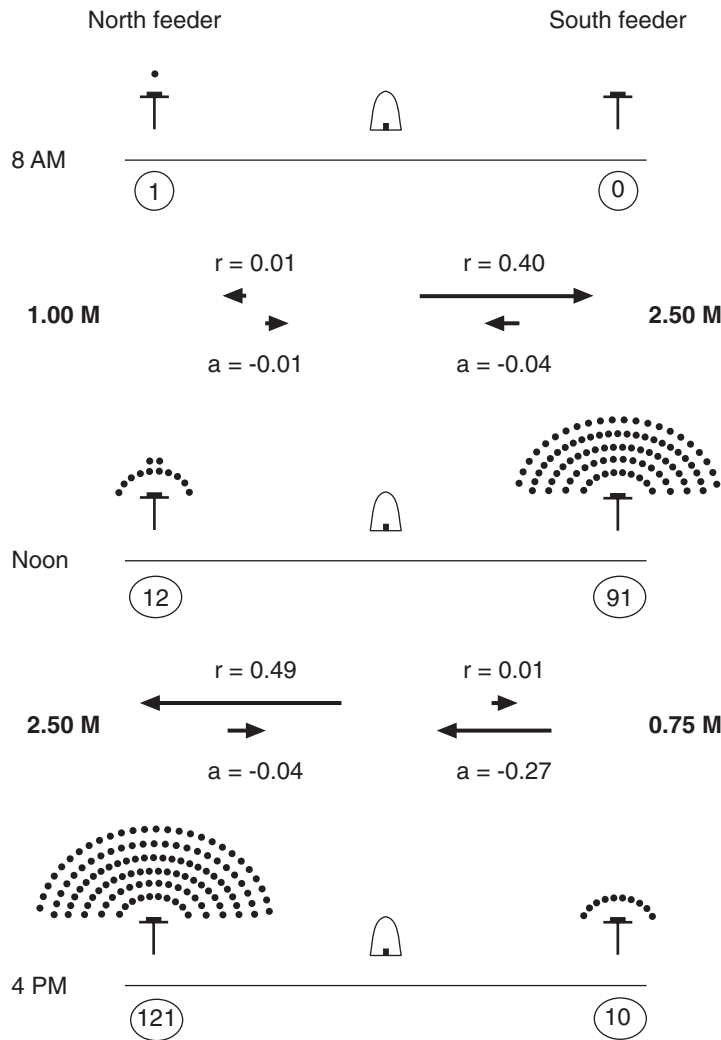 North feeder South feeder
8 AM
1 0
r = 0.01 r = 0.40
1.00 M 2.50 M
a = -0.01 a = -0.04
Noon
12 91
r = 0.49 r = 0.01
2.50 M 0.75 M
a = -0.04 a = -0.27
4 PM
121 10